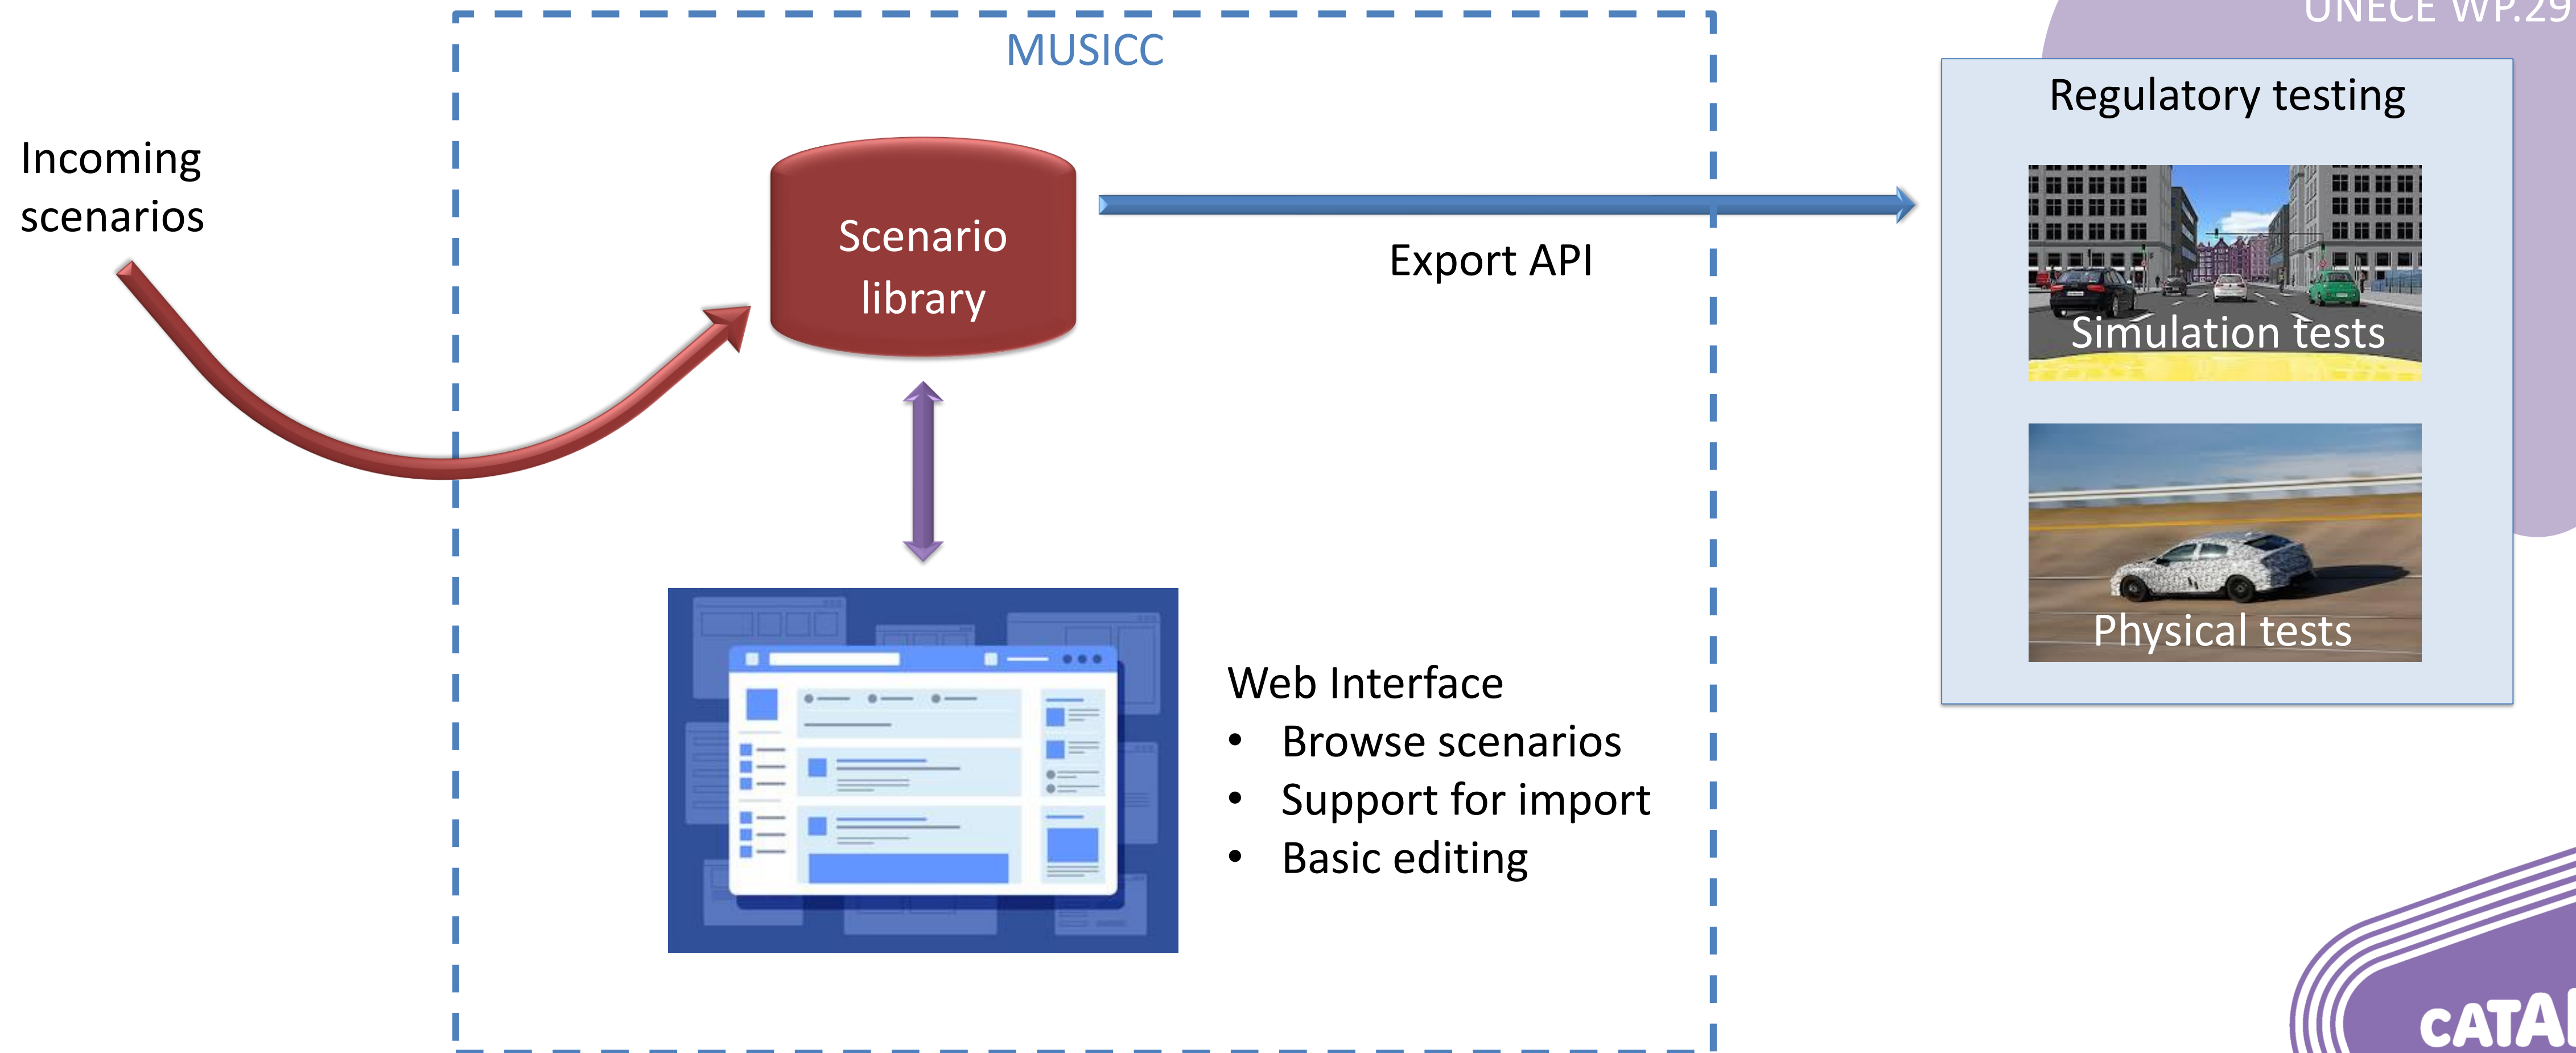 UNECE WP.29
MUSICC
Regulatory testing
Incoming
scenarios
Scenario
library
Export API
Simulation tests
Physical tests
Web Interface
• Browse scenarios
• Support for import
• Basic editing